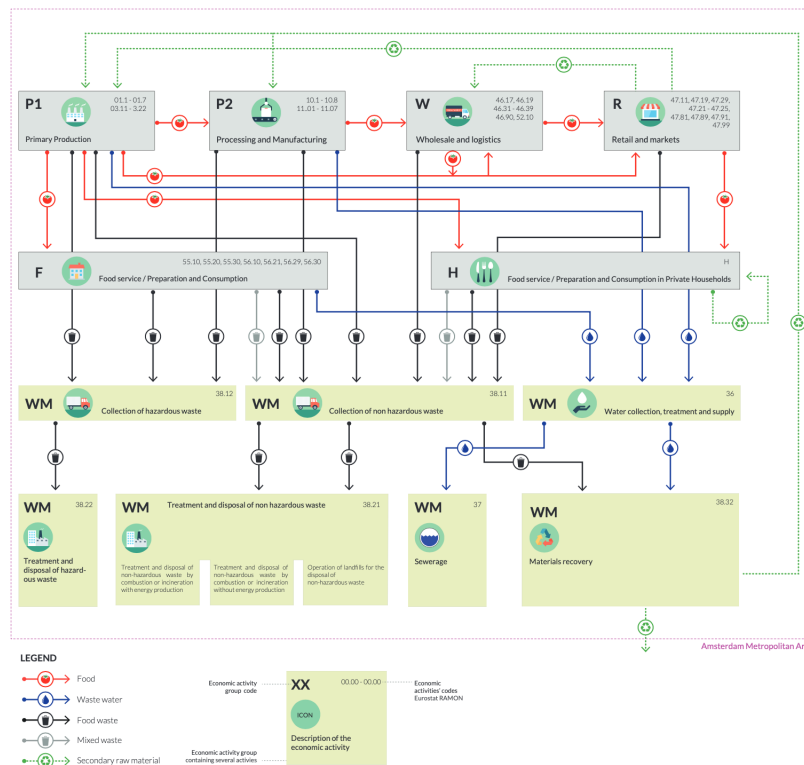 P1
01.1 - 01.7
03.11 - 3.22
Primary Production
P2
10.1 - 10.8
11.01 - 11.07
Processing and Manufacturing
W
46.17, 46.19
46.31 - 46.39
46.90, 52.10
Wholesale and logistics
R
47.11, 47.19, 47.29,
47.21 - 47.25,
47.81, 47.89, 47.91,
47.99
Retail and markets
F
55.10, 55.20, 55.30, 56.10, 56.21, 56.29, 56.30
Food service / Preparation and Consumption
H
H
Food service / Preparation and Consumption in Private Households
WM
38.12
Collection of hazardous waste
WM
38.11
Collection of non hazardous waste
WM
36
Water collection, treatment and supply
WM
38.22
Treatment and
disposal of hazard-
ous waste
WM
Treatment and disposal of non hazardous waste
38.21
Treatment and disposal of
non-hazardous waste by
combustion or incineration
with energy production
Treatment and disposal of
non-hazardous waste by
combustion or incineration
without energy production
Operation of landfills for the
disposal of
non-hazardous waste
WM
37
Sewerage
WM
38.32
Materials recovery
Amsterdam Metropolitan Ar
LEGEND
Food
Waste water
Food waste
Mixed waste
Secondary raw material
Economic activity
group code
XX
00.00 - 00.00
Economic
activities' codes
Eurostat RAMON
ICON
Description of the
economic activity
Economic activity group
containing several activies